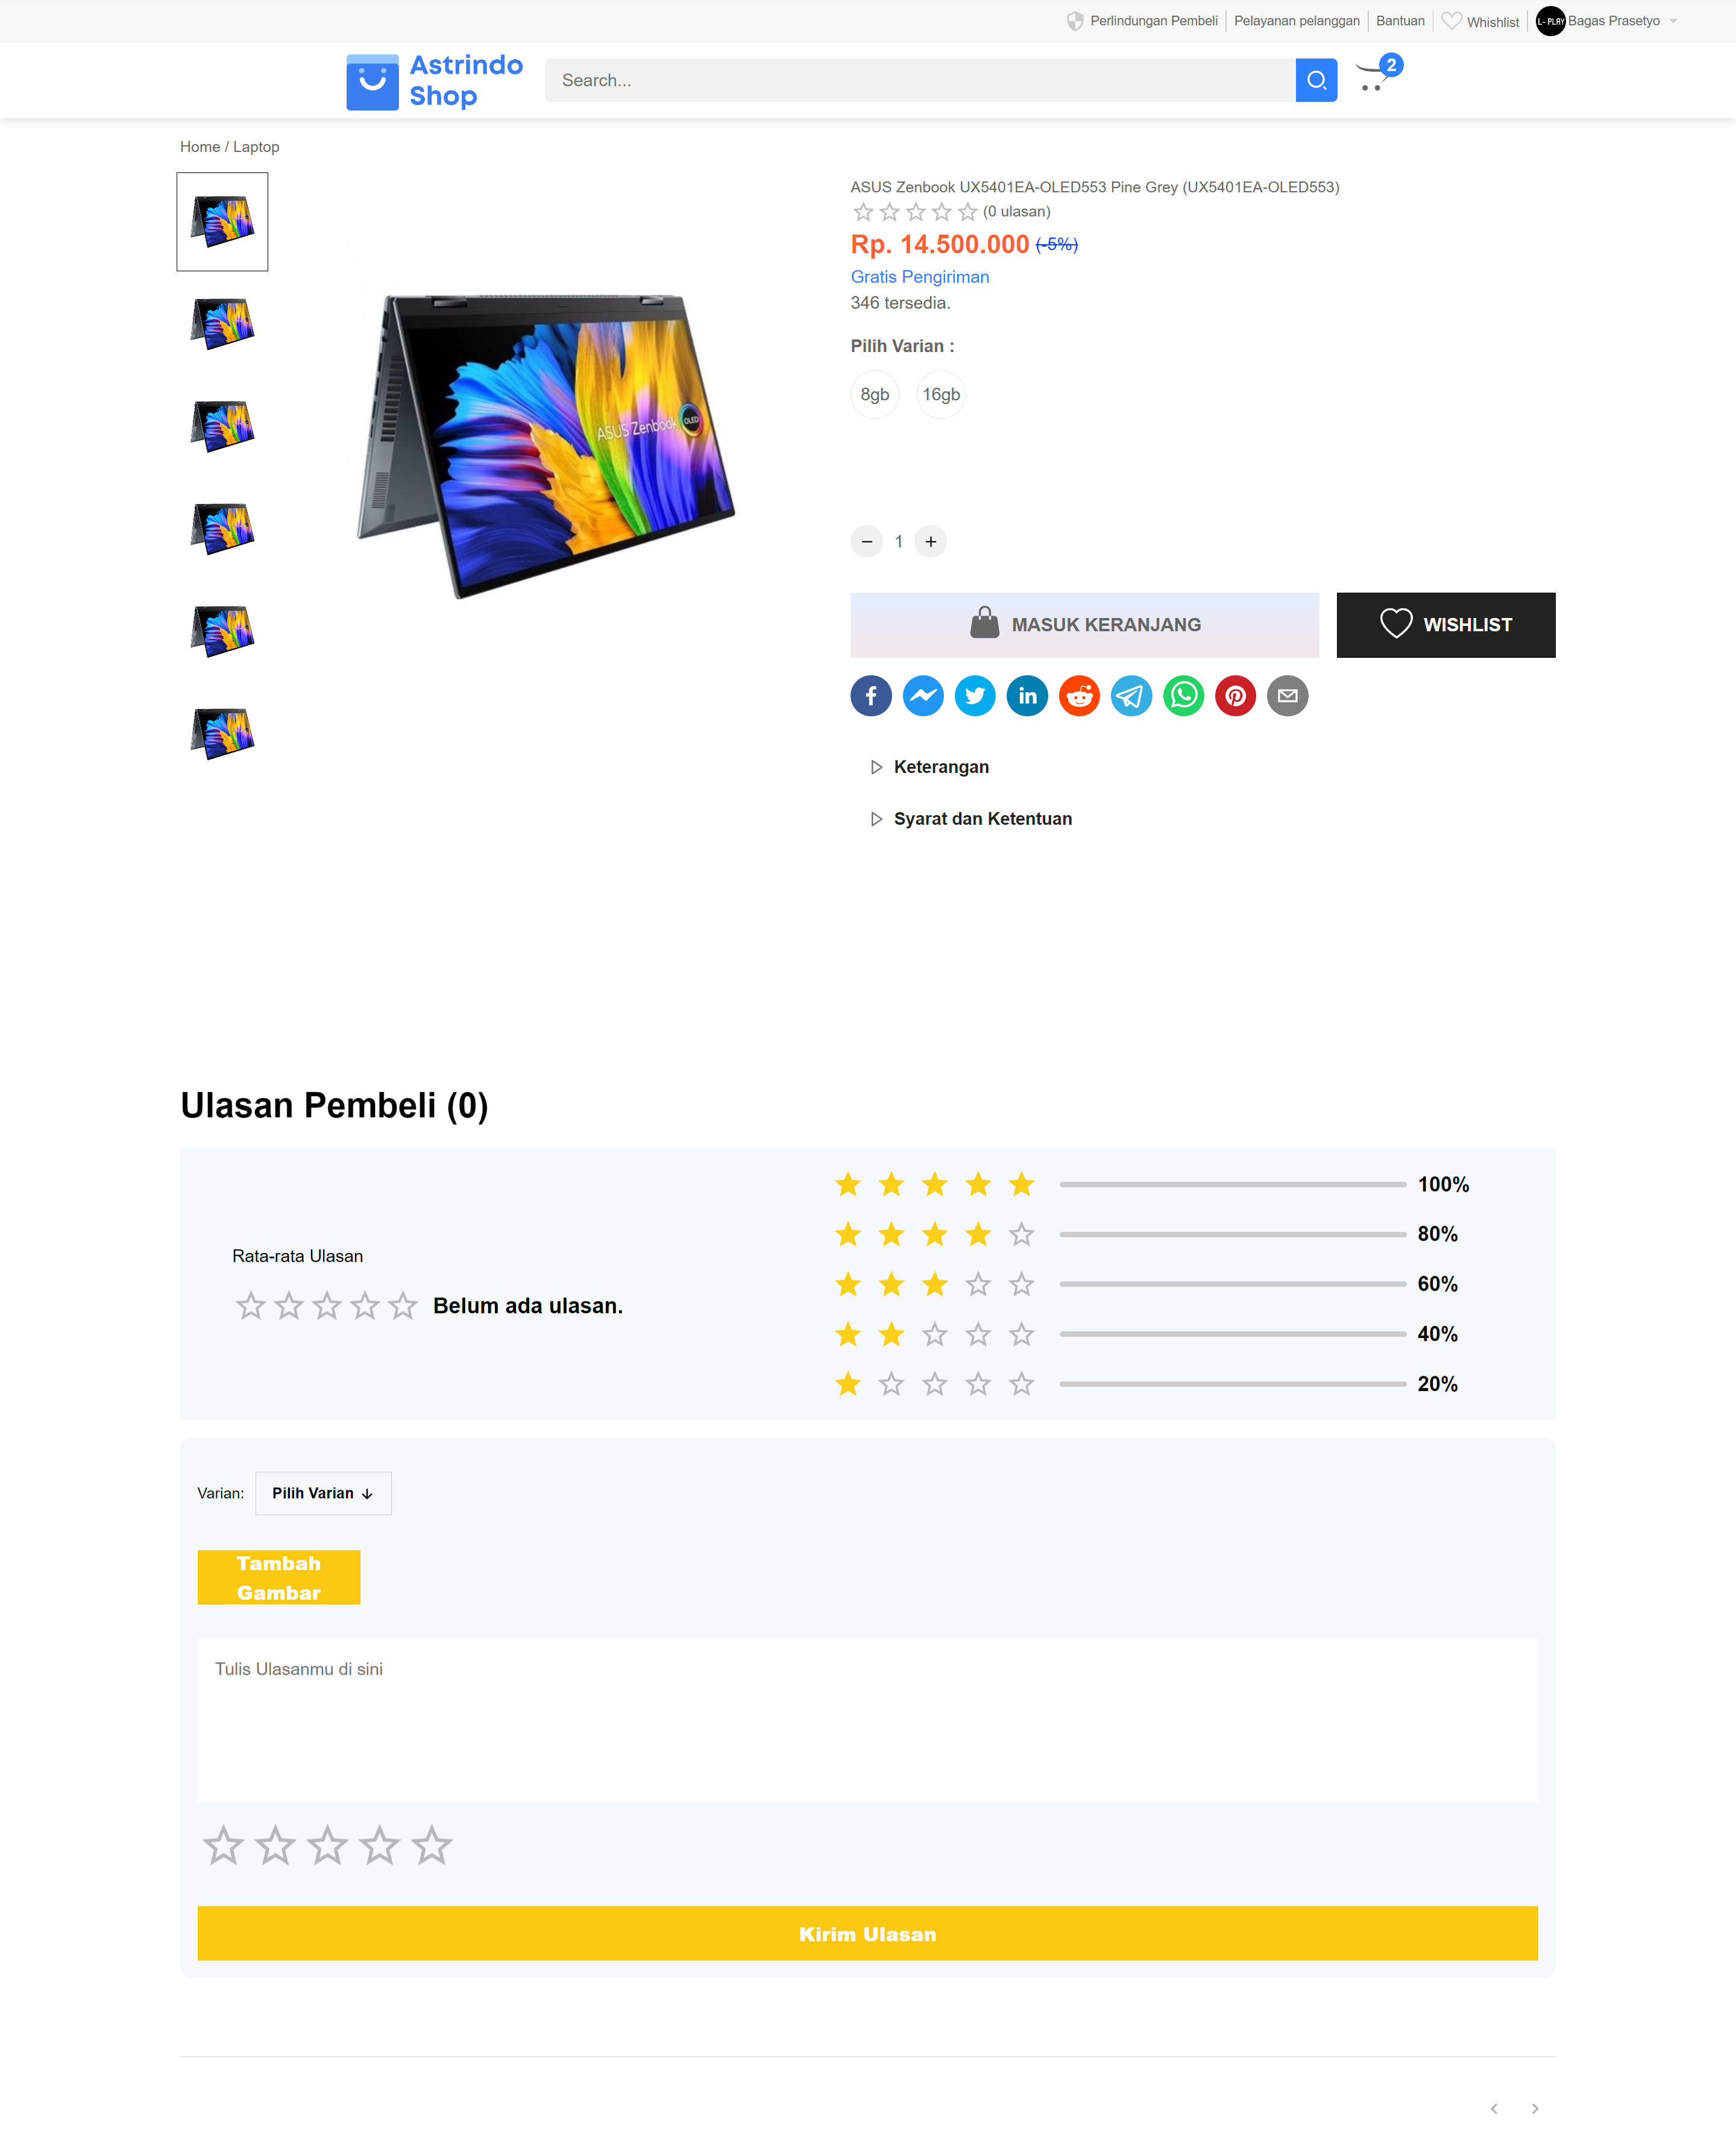 Perlindungan Pembeli
Pelayanan pelanggan
Bantuan
Whishlist
L- PLAY
Bagas Prasetyo
Astrindo
Shop
Search...
2
Home / Laptop
ASUS Zenbook UX5401EA-OLED553 Pine Grey (UX5401EA-OLED553)
(0 ulasan)
Rp. 14.500.000 (-5%)
Gratis Pengiriman
346 tersedia.
Pilih Varian :
8gb
16gb
ASUS Zenbook
OLED
1
MASUK KERANJANG
WISHLIST
Keterangan
Syarat dan Ketentuan
Ulasan Pembeli (0)
Rata-rata Ulasan
Belum ada ulasan.
100%
80%
60%
40%
20%
Varian:
Pilih Varian
Tambah
Gambar
Tulis Ulasanmu di sini
Kirim Ulasan